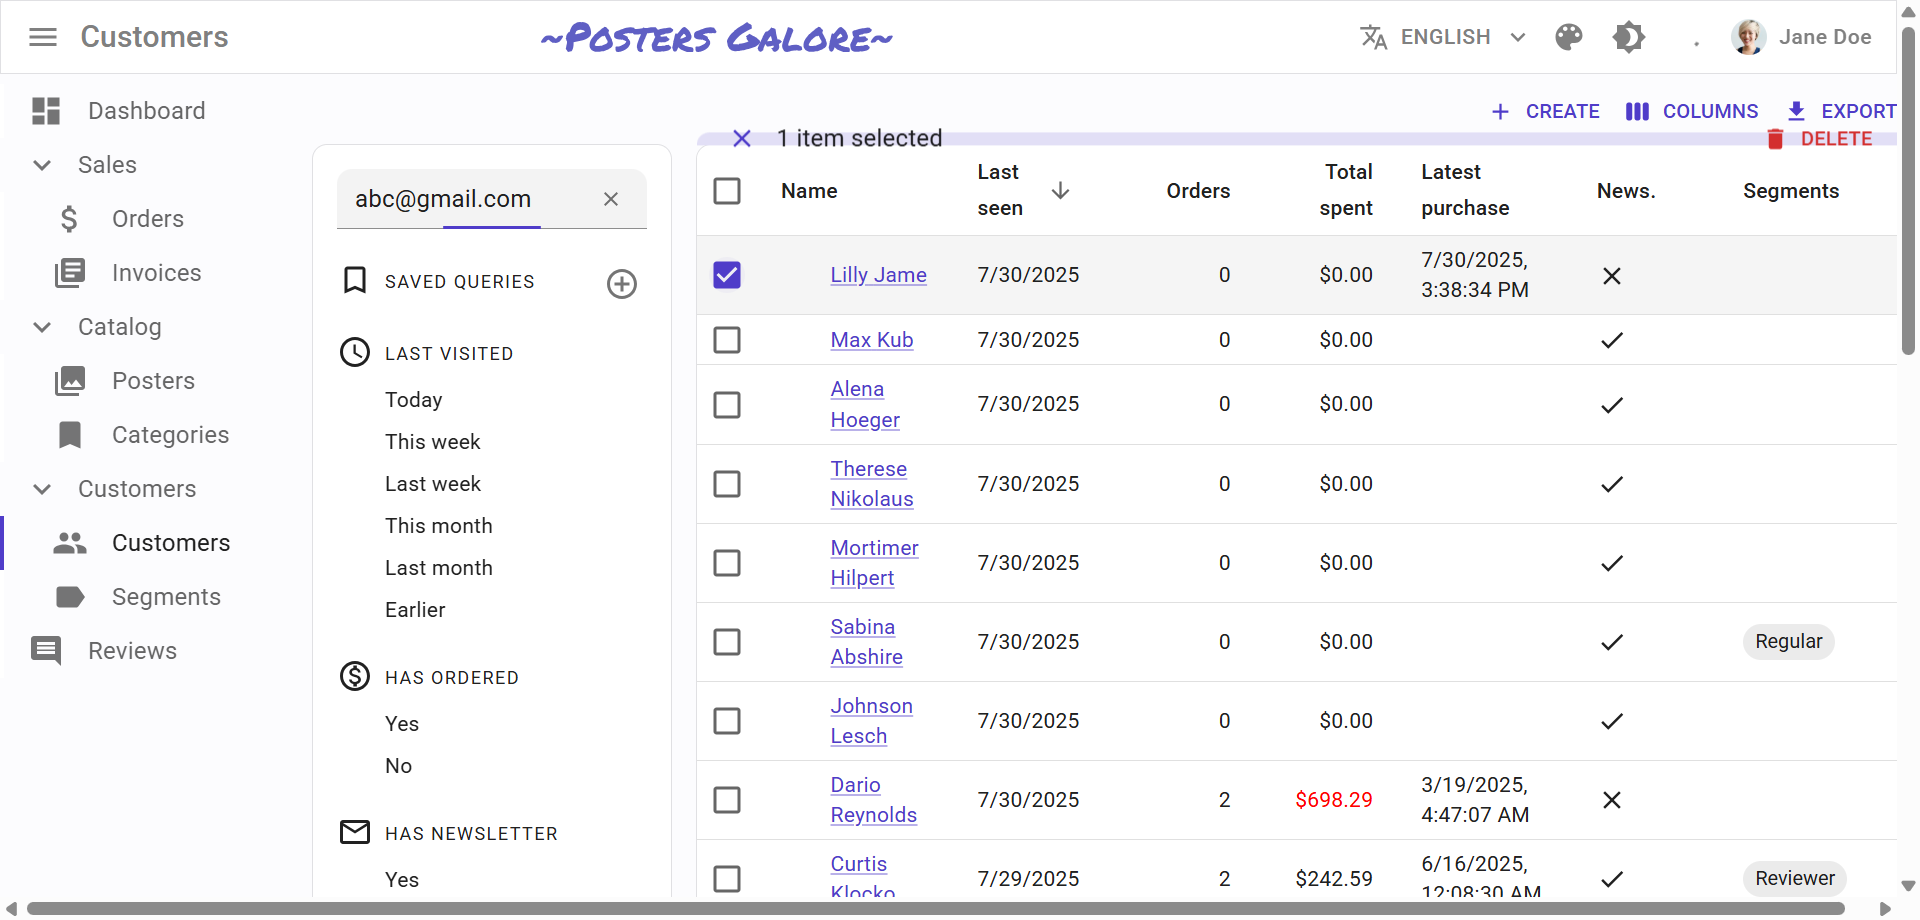 Customers
~Posters Galore~
ENGLISH
Jane Doe
Dashboard
Sales
Orders
Invoices
Catalog
Posters
Categories
Customers
Customers
Segments
Reviews
abc@gmail.com
SAVED QUERIES
LAST VISITED
Today
This week
Last week
This month
Last month
Earlier
HAS ORDERED
Yes
No
HAS NEWSLETTER
Yes
CREATE
COLUMNS
EXPORT
1 item selected
DELETE
Name Last seen Orders Total spent Latest purchase News. Segments
Lilly Jame 7/30/2025 0 $0.00 7/30/2025, 3:38:34 PM
Max Kub 7/30/2025 0 $0.00
Alena Hoeger 7/30/2025 0 $0.00
Therese Nikolaus 7/30/2025 0 $0.00
Mortimer Hilpert 7/30/2025 0 $0.00
Sabina Abshire 7/30/2025 0 $0.00 Regular
Johnson Lesch 7/30/2025 0 $0.00
Dario Reynolds 7/30/2025 2 $698.29 3/19/2025, 4:47:07 AM
Curtis Klocko 7/29/2025 2 $242.59 6/16/2025, 12:08:30 AM Reviewer